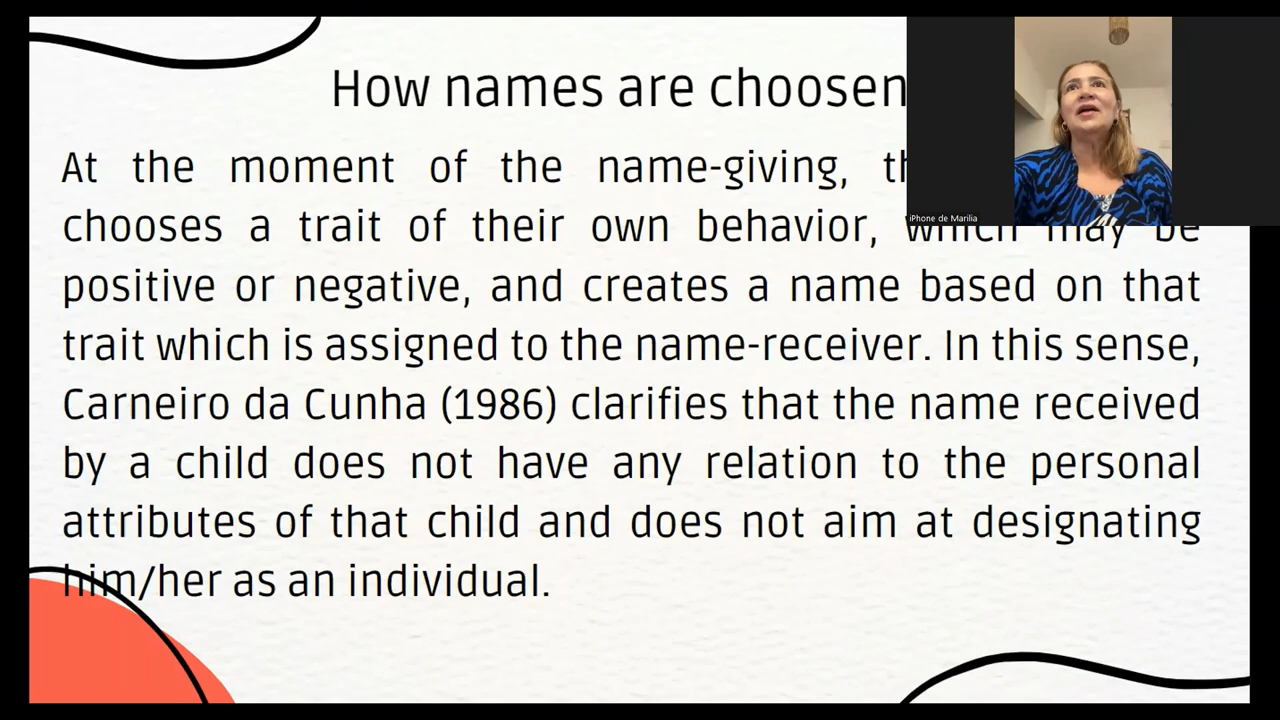 How names are choosen
At the moment of the name-giving,
chooses a trait of their own behavior, which may be
positive or negative, and creates a name based on that
trait which is assigned to the name-receiver. In this sense,
Carneiro da Cunha (1986) clarifies that the name received
by a child does not have any relation to the personal
attributes of that child and does not aim at designating
him/her as an individual.
iPhone de Marilia